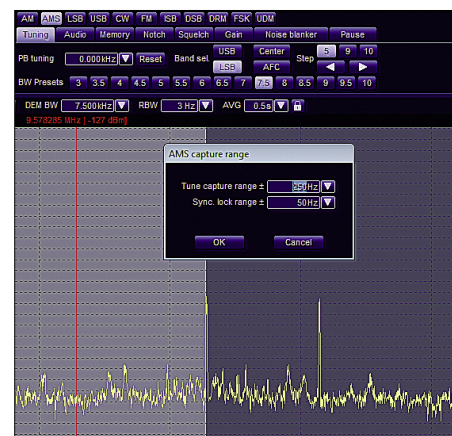 AM AMS LSB USB CW FM ISB DSB DRM FSK UDM
Tuning Audio Memory Notch Squelch Gain Noise blanker Pause
PB tuning 0.000kHz Reset Band sel. USB LSB Center AFC Step 5 9 10
BW Presets 3 3.5 4 4.5 5 5.5 6 6.5 7 7.5 8 8.5 9 9.5 10
DEM BW 7.500kHz RBW 3 Hz AVG 0.5s
9.578285 MHz | -127 dBm|
AMS capture range
Tune capture range ± 250Hz
Sync. lock range ± 50Hz
OK Cancel